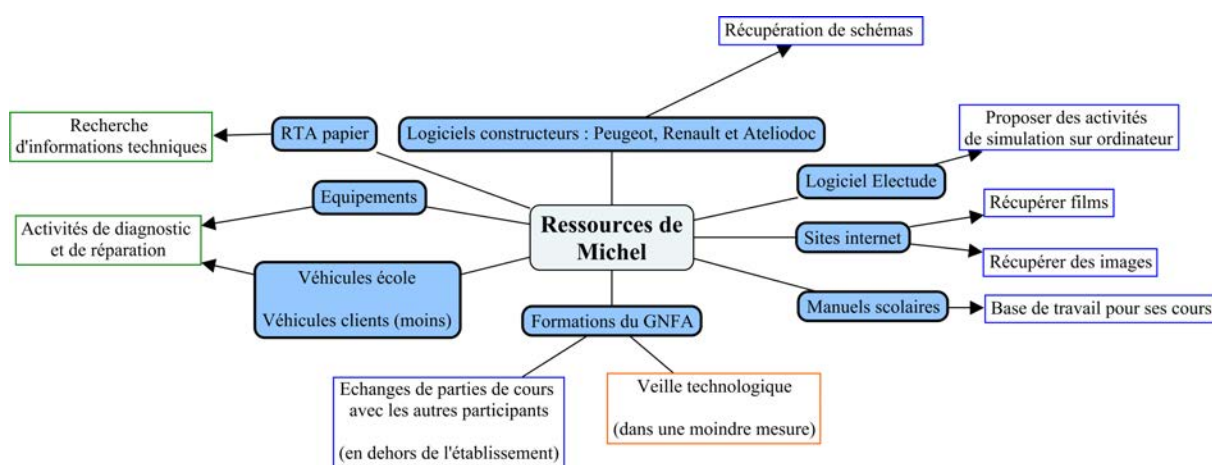 Récupération de schémas
Recherche
d'informations techniques
RTA papier
Logiciels constructeurs : Peugeot, Renault et Ateliodoc
Proposer des activités
de simulation sur ordinateur
Logiciel Electude
Equipements
Activités de diagnostic
et de réparation
Ressources de
Michel
Sites internet
Récupérer films
Récupérer des images
Véhicules école
Véhicules clients (moins)
Manuels scolaires
Base de travail pour ses cours
Formations du GNFA
Echanges de parties de cours
avec les autres participants
(en dehors de l'établissement)
Veille technologique
(dans une moindre mesure)